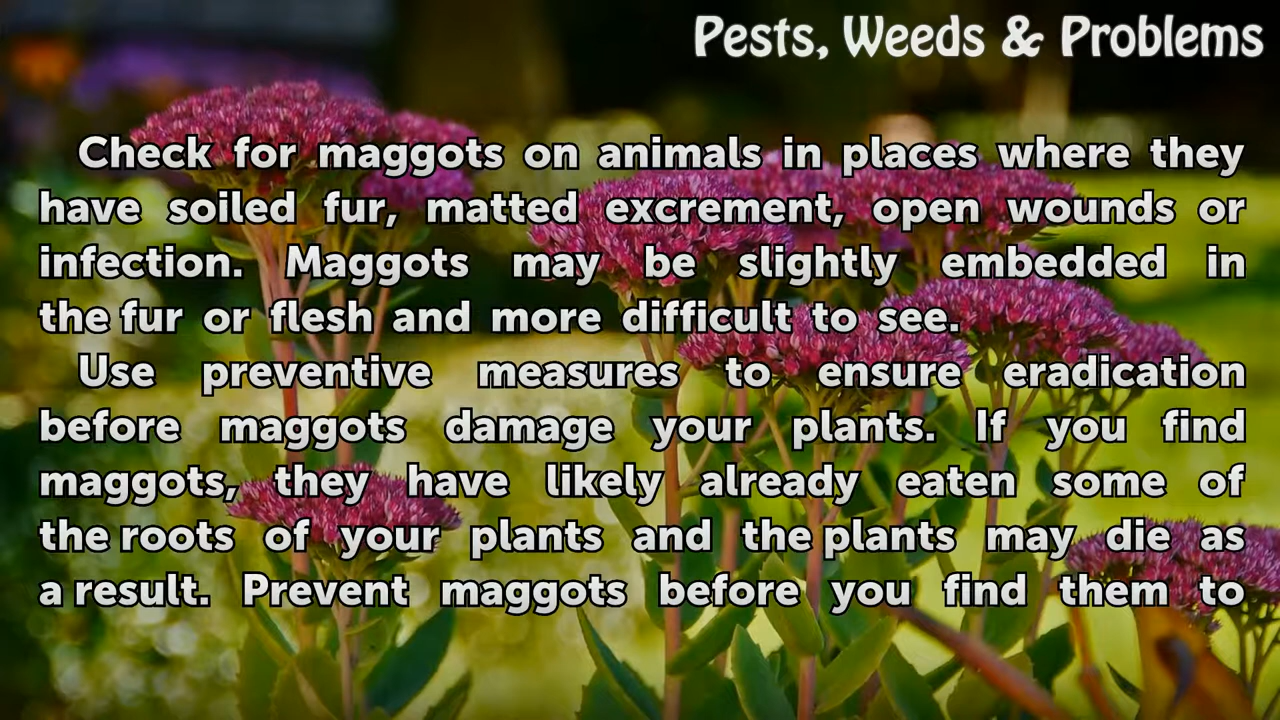 Pests, Weeds & Problems
Check for maggots on animals in places where they
have soiled fur, matted excrement, open wounds or
infection. Maggots may be slightly embedded in
the fur or flesh and more difficult to see.
Use preventive measures to ensure eradication
before maggots damage your plants. If you find
maggots, they have likely already eaten some of
the roots of your plants and the plants may die as
a result. Prevent maggots before you find them to